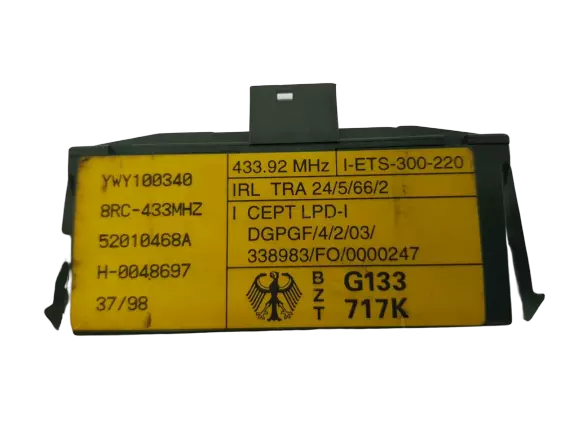 YWY100340
8RC-433MHZ
52010468A
H-0048697
37/98
433.92 MHz I-ETS-300-220
IRL TRA 24/5/66/2
I CEPT LPD-I
DGPGF/4/2/03/
338983/FO/0000247
BZT G133
717K